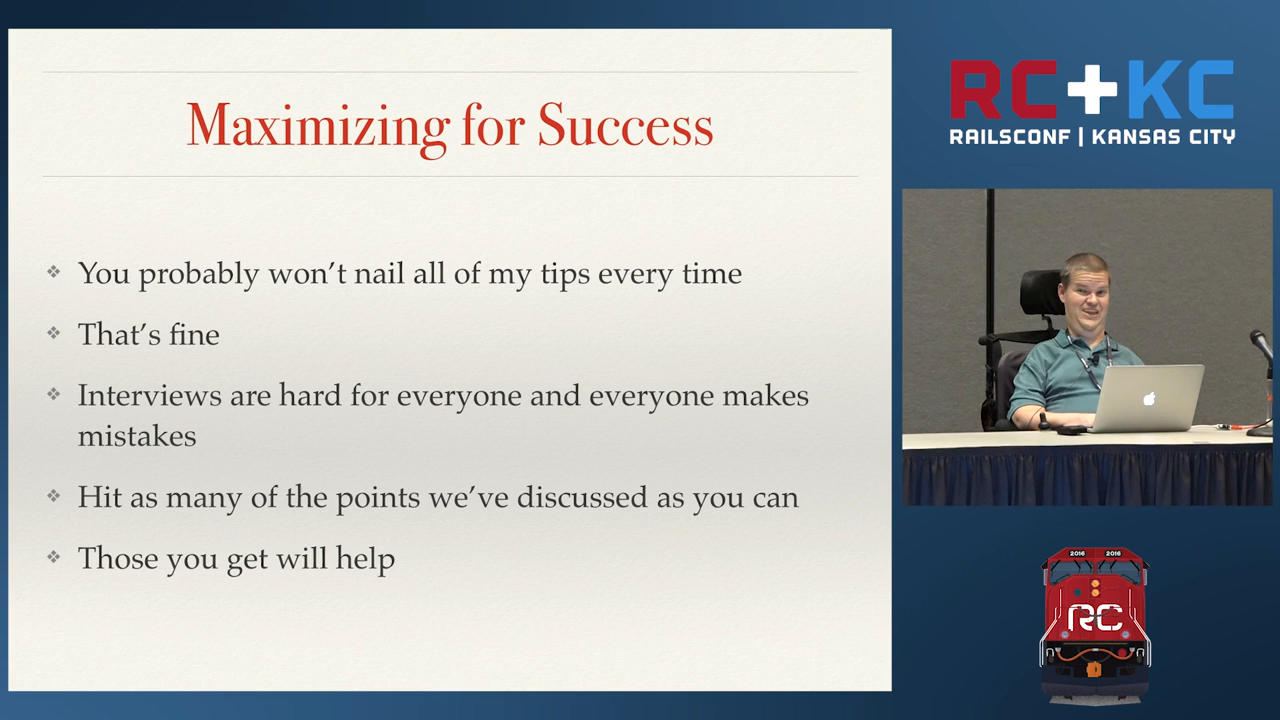 Maximizing for Success
❖ You probably won’t nail all of my tips every time
❖ That’s fine
❖ Interviews are hard for everyone and everyone makes
mistakes
❖ Hit as many of the points we’ve discussed as you can
❖ Those you get will help
RC+KC
RAILSCONF | KANSAS CITY
2016 2016
RC